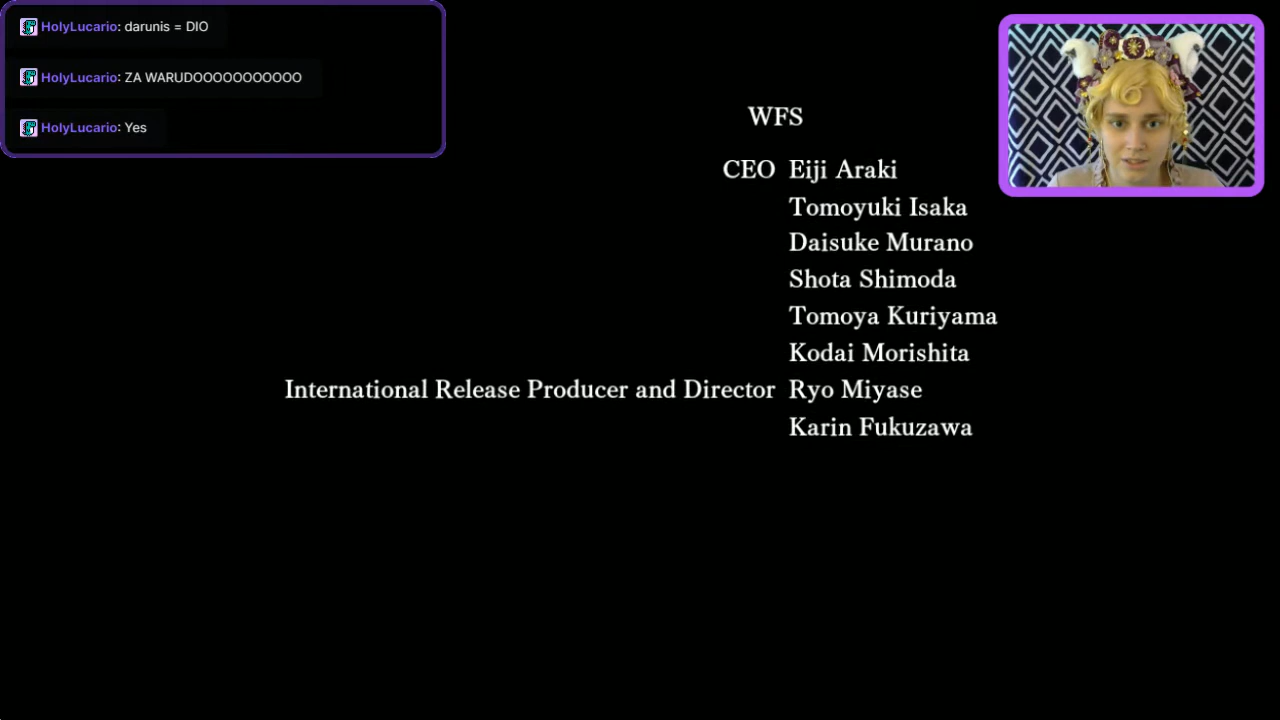 HolyLucario: darunis = DIO
HolyLucario: ZA WARUDOOOOOOOOOOO
HolyLucario: Yes
WFS
CEO Eiji Araki
Tomoyuki Isaka
Daisuke Murano
Shota Shimoda
Tomoya Kuriyama
Kodai Morishita
International Release Producer and Director Ryo Miyase
Karin Fukuzawa